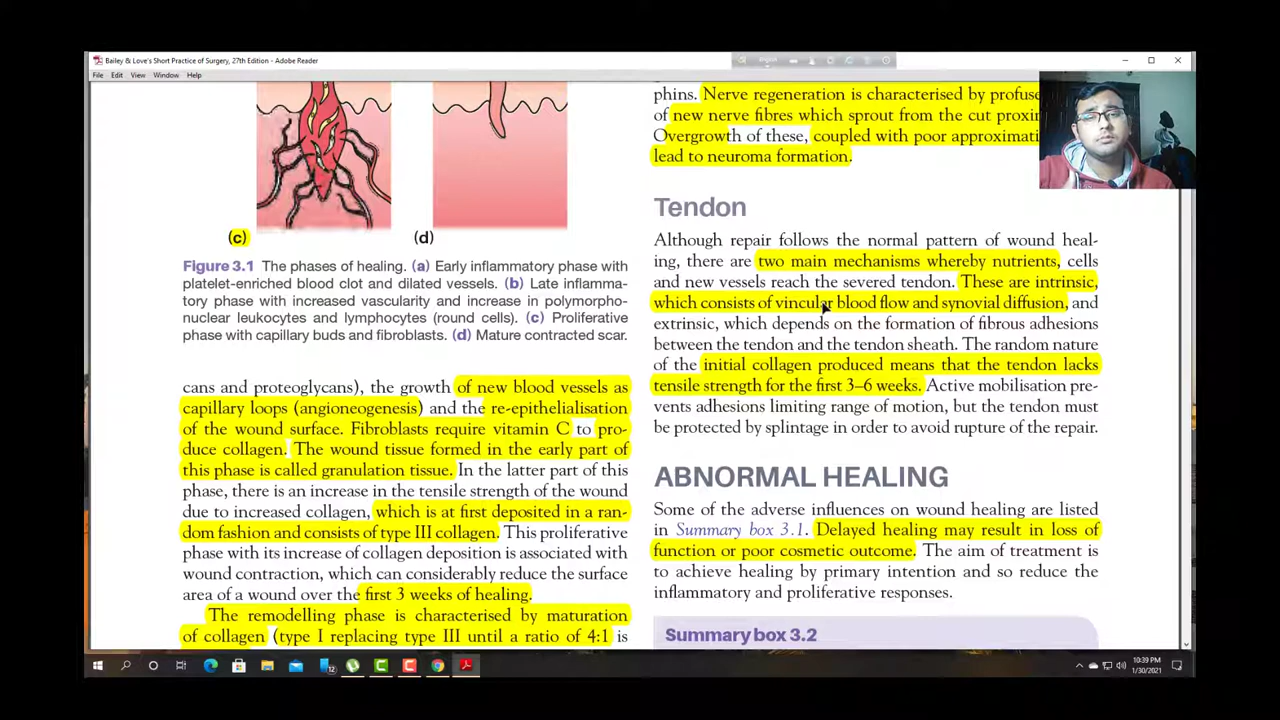 Bailey & Love's Short Practice of Surgery, 27th Edition - Adobe Reader
File Edit View Window Help
(c)
(d)
Figure 3.1 The phases of healing. (a) Early inflammatory phase with
platelet-enriched blood clot and dilated vessels. (b) Late inflamma-
tory phase with increased vascularity and increase in polymorpho-
nuclear leukocytes and lymphocytes (round cells). (c) Proliferative
phase with capillary buds and fibroblasts. (d) Mature contracted scar.
cans and proteoglycans), the growth of new blood vessels as
capillary loops (angioneogenesis) and the re-epithelialisation
of the wound surface. Fibroblasts require vitamin C to pro-
duce collagen. The wound tissue formed in the early part of
this phase is called granulation tissue. In the latter part of this
phase, there is an increase in the tensile strength of the wound
due to increased collagen, which is at first deposited in a ran-
dom fashion and consists of type III collagen. This proliferative
phase with its increase of collagen deposition is associated with
wound contraction, which can considerably reduce the surface
area of a wound over the first 3 weeks of healing.
The remodelling phase is characterised by maturation
of collagen (type I replacing type III until a ratio of 4:1 is
phins. Nerve regeneration is characterised by profuse
of new nerve fibres which sprout from the cut proxi
Overgrowth of these, coupled with poor approximati
lead to neuroma formation.
Tendon
Although repair follows the normal pattern of wound heal-
ing, there are two main mechanisms whereby nutrients, cells
and new vessels reach the severed tendon. These are intrinsic,
which consists of vincular blood flow and synovial diffusion, and
extrinsic, which depends on the formation of fibrous adhesions
between the tendon and the tendon sheath. The random nature
of the initial collagen produced means that the tendon lacks
tensile strength for the first 3–6 weeks. Active mobilisation pre-
vents adhesions limiting range of motion, but the tendon must
be protected by splintage in order to avoid rupture of the repair.
ABNORMAL HEALING
Some of the adverse influences on wound healing are listed
in Summary box 3.1. Delayed healing may result in loss of
function or poor cosmetic outcome. The aim of treatment is
to achieve healing by primary intention and so reduce the
inflammatory and proliferative responses.
Summary box 3.2
10:39 PM
1/30/2021